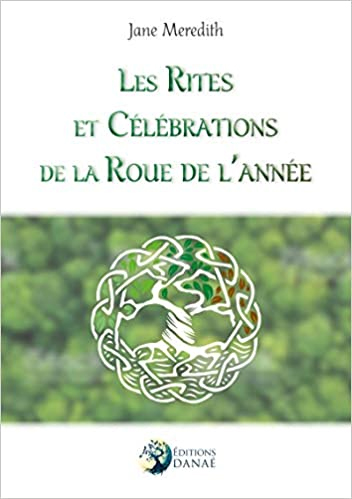 Jane Meredith
Les Rites
et Célébrations
de la Roue de l'année
Éditions
Danaé